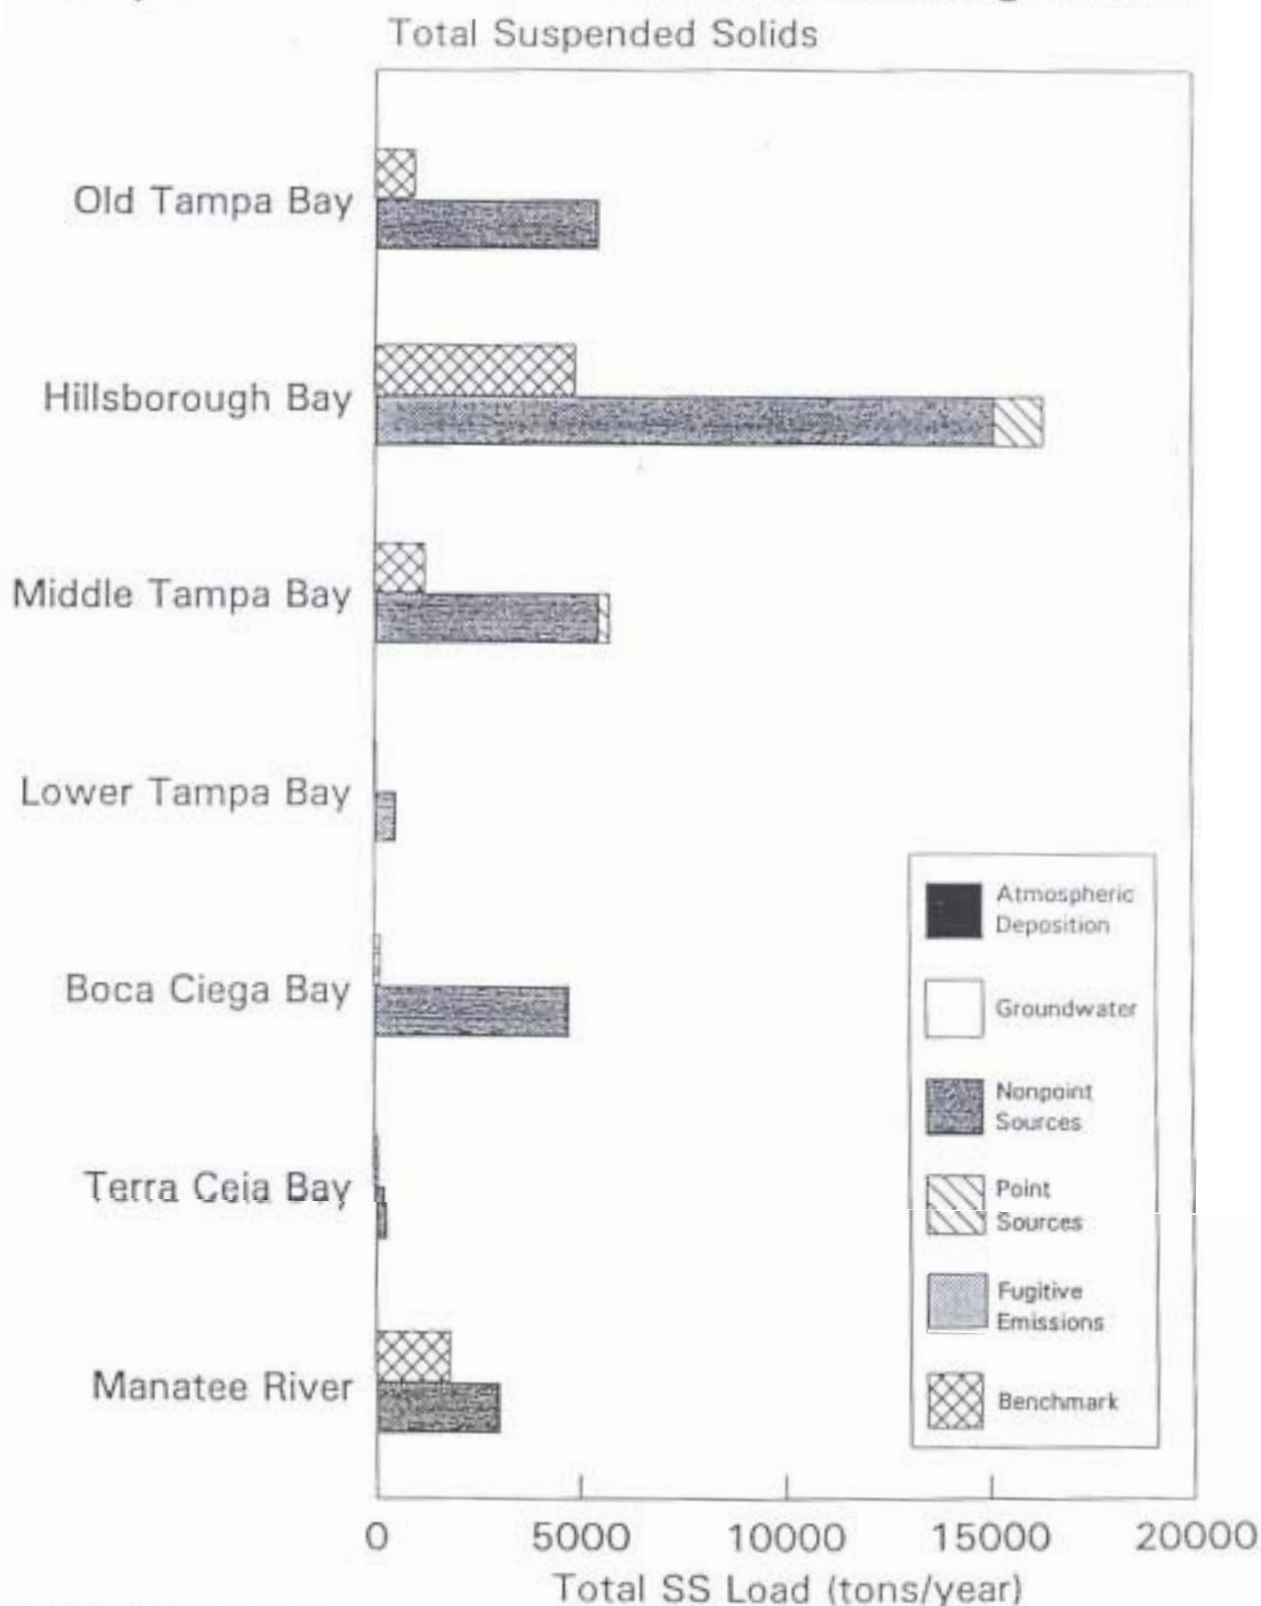 Total Suspended Solids
Old Tampa Bay
Hillsborough Bay
Middle Tampa Bay
Lower Tampa Bay
Boca Ciega Bay
Terra Ceia Bay
Manatee River
Atmospheric
Deposition
Groundwater
Nonpoint
Sources
Point
Sources
Fugitive
Emissions
Benchmark
0 5000 10000 15000 20000
Total SS Load (tons/year)